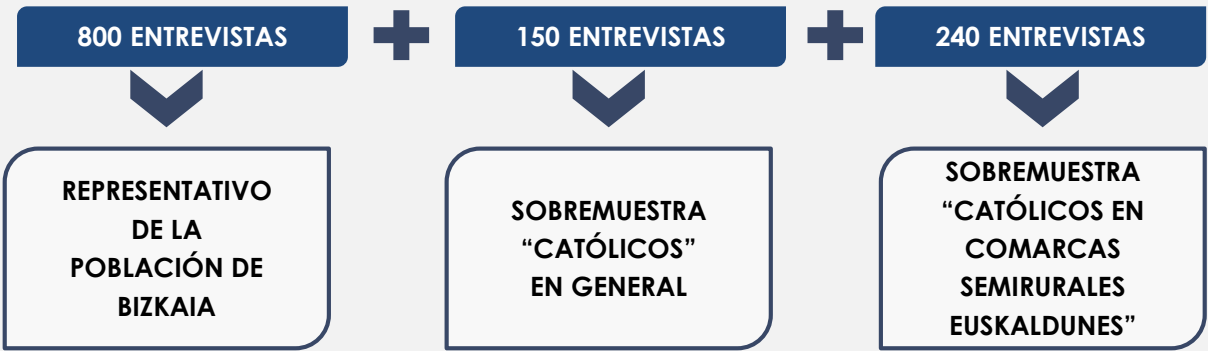 800 ENTREVISTAS
150 ENTREVISTAS
240 ENTREVISTAS
REPRESENTATIVO
DE LA
POBLACIÓN DE
BIZKAIA
SOBREMUESTRA
“CATÓLICOS”
EN GENERAL
SOBREMUESTRA
“CATÓLICOS EN
COMARCAS
SEMIRURALES
EUSKALDUNES”